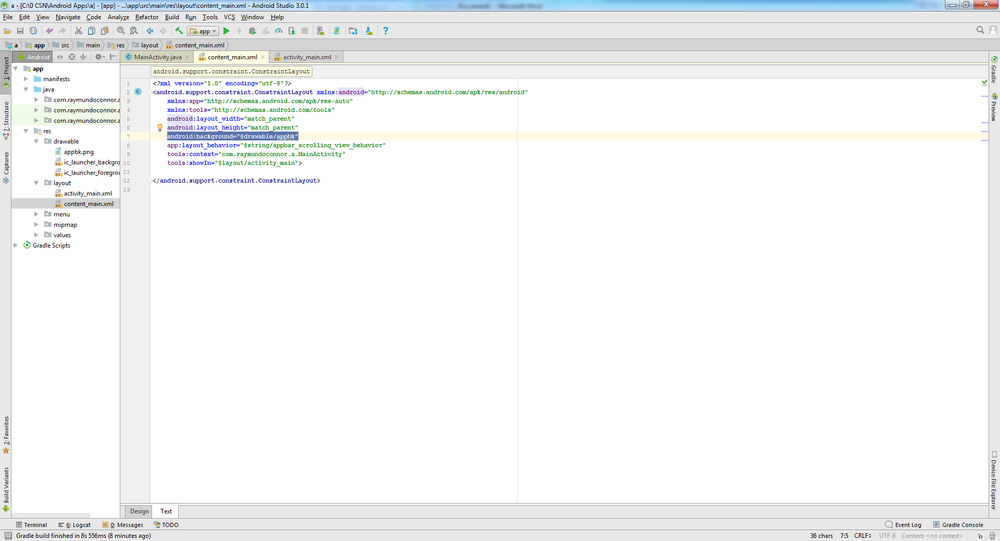 a - [C:\0 CSN\Android Apps\a] - [app] - ...\app\src\main\res\layout\content_main.xml - Android Studio 3.0.1
File Edit View Navigate Code Analyze Refactor Build Run Tools VCS Window Help
app
a app src main res layout content_main.xml
Android
MainActivity.java content_main.xml activity_main.xml
android.support.constraint.ConstraintLayout
app
manifests
java
com.raymundoconnor.a
com.raymundoconnor.a
com.raymundoconnor.a
res
drawable
appbk.png
ic_launcher_backgro
ic_launcher_foregrou
layout
activity_main.xml
content_main.xml
menu
mipmap
values
Gradle Scripts
1 <?xml version="1.0" encoding="utf-8"?>
2 <android.support.constraint.ConstraintLayout xmlns:android="http://schemas.android.com/apk/res/android"
3 xmlns:app="http://schemas.android.com/apk/res-auto"
4 xmlns:tools="http://schemas.android.com/tools"
5 android:layout_width="match_parent"
6 android:layout_height="match_parent"
7 android:background="@drawable/appbk"
8 app:layout_behavior="@string/appbar_scrolling_view_behavior"
9 tools:context="com.raymundoconnor.a.MainActivity"
10 tools:showIn="@layout/activity_main">
11
12 </android.support.constraint.ConstraintLayout>
13
1: Project
7: Structure
Captures
2: Favorites
Build Variants
Gradle
Preview
Device File Explorer
Design Text
Terminal 6: Logcat 0: Messages TODO Event Log Gradle Console
Gradle build finished in 8s 556ms (8 minutes ago) 36 chars 7:5 CRLF UTF-8 Context: <no context>